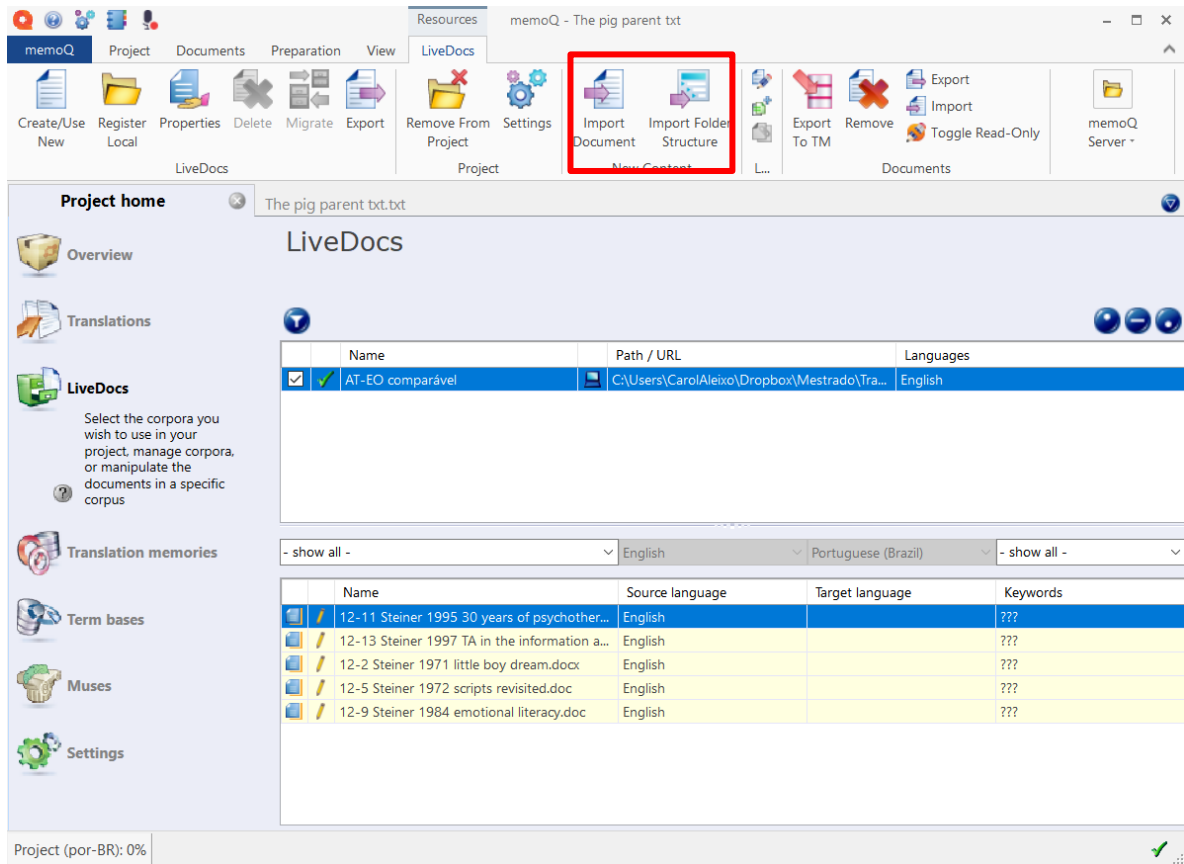 Resources
memoQ - The pig parent txt
memoQ Project Documents Preparation View LiveDocs
Create/Use New
Register Local
Properties
Delete
Migrate
Export
LiveDocs
Remove From Project
Settings
Project
Import Document
Import Folder Structure
New Content
L...
Export To TM
Remove
Export
Import
Toggle Read-Only
Documents
memoQ Server
Project home
The pig parent txt.txt
Overview
Translations
LiveDocs
Select the corpora you
wish to use in your
project, manage corpora,
or manipulate the
documents in a specific
corpus
Translation memories
Term bases
Muses
Settings
LiveDocs
Name Path / URL Languages
AT-EO comparável C:\Users\CarolAleixo\Dropbox\Mestrado\Tra... English
- show all - English Portuguese (Brazil) - show all -
Name Source language Target language Keywords
12-11 Steiner 1995 30 years of psychother... English ???
12-13 Steiner 1997 TA in the information a... English ???
12-2 Steiner 1971 little boy dream.docx English ???
12-5 Steiner 1972 scripts revisited.doc English ???
12-9 Steiner 1984 emotional literacy.doc English ???
Project (por-BR): 0%